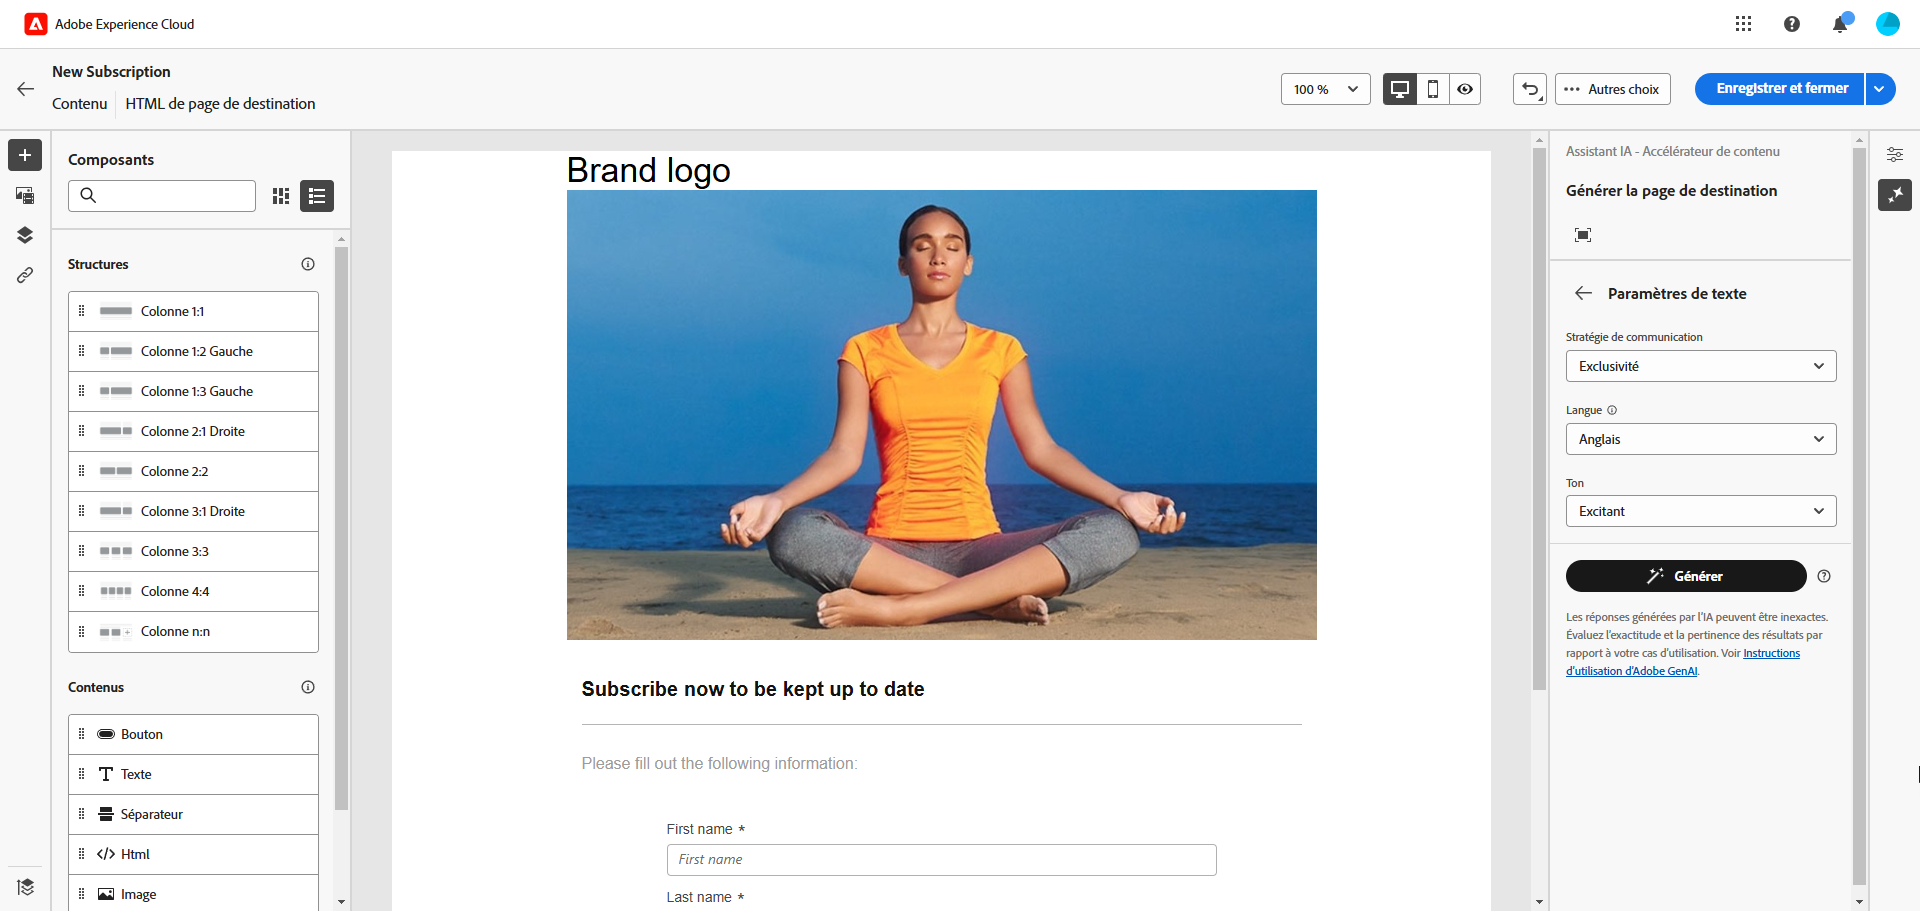 Adobe Experience Cloud
New Subscription
Contenu
HTML de page de destination
100 %
Autres choix
Enregistrer et fermer
Composants
Structures
Colonne 1:1
Colonne 1:2 Gauche
Colonne 1:3 Gauche
Colonne 2:1 Droite
Colonne 2:2
Colonne 3:1 Droite
Colonne 3:3
Colonne 4:4
Colonne n:n
Contenus
Bouton
Texte
Séparateur
Html
Image
Brand logo
Subscribe now to be kept up to date
Please fill out the following information:
First name *
First name
Last name *
Assistant IA - Accélérateur de contenu
Générer la page de destination
Paramètres de texte
Stratégie de communication
Exclusivité
Langue
Anglais
Ton
Excitant
Générer
Les réponses générées par l'IA peuvent être inexactes.
Évaluez l'exactitude et la pertinence des résultats par
rapport à votre cas d'utilisation. Voir Instructions
d'utilisation d'Adobe GenAI.